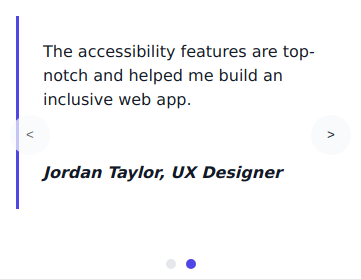 The accessibility features are top-
notch and helped me build an
inclusive web app.
< >
Jordan Taylor, UX Designer